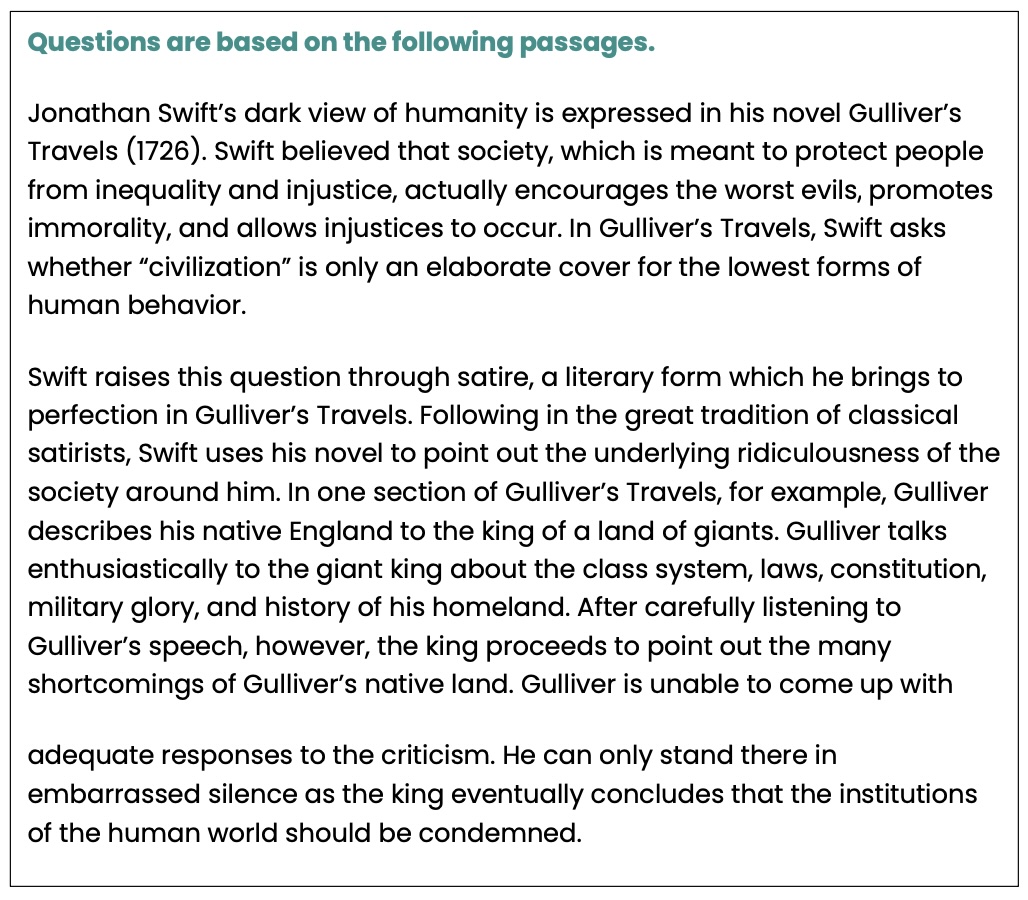 Questions are based on the following passages.
Jonathan Swift’s dark view of humanity is expressed in his novel Gulliver’s
Travels (1726). Swift believed that society, which is meant to protect people
from inequality and injustice, actually encourages the worst evils, promotes
immorality, and allows injustices to occur. In Gulliver’s Travels, Swift asks
whether “civilization” is only an elaborate cover for the lowest forms of
human behavior.
Swift raises this question through satire, a literary form which he brings to
perfection in Gulliver’s Travels. Following in the great tradition of classical
satirists, Swift uses his novel to point out the underlying ridiculousness of the
society around him. In one section of Gulliver’s Travels, for example, Gulliver
describes his native England to the king of a land of giants. Gulliver talks
enthusiastically to the giant king about the class system, laws, constitution,
military glory, and history of his homeland. After carefully listening to
Gulliver’s speech, however, the king proceeds to point out the many
shortcomings of Gulliver’s native land. Gulliver is unable to come up with
adequate responses to the criticism. He can only stand there in
embarrassed silence as the king eventually concludes that the institutions
of the human world should be condemned.